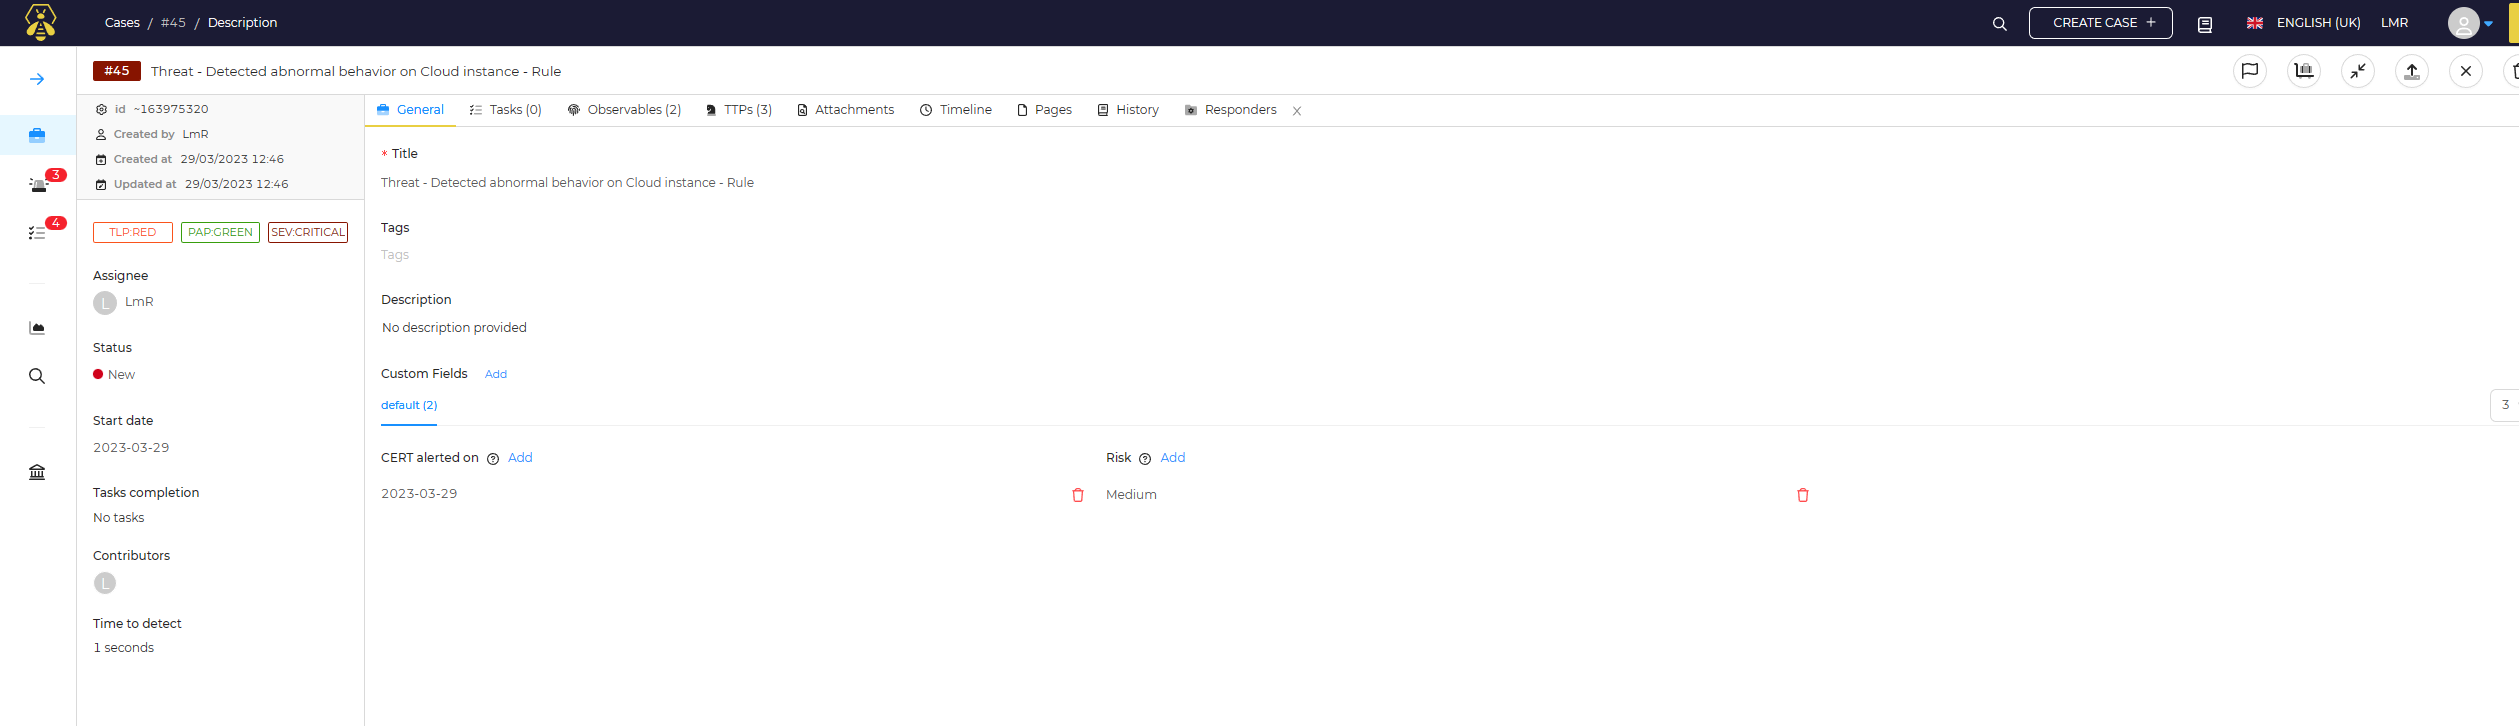 Cases / #45 / Description
CREATE CASE +
ENGLISH (UK)
LMR
#45 Threat - Detected abnormal behavior on Cloud instance - Rule
3
4
id ~163975320
Created by LmR
Created at 29/03/2023 12:46
Updated at 29/03/2023 12:46
TLP:RED PAP:GREEN SEV:CRITICAL
Assignee
L LmR
Status
New
Start date
2023-03-29
Tasks completion
No tasks
Contributors
L
Time to detect
1 seconds
General Tasks (0) Observables (2) TTPs (3) Attachments Timeline Pages History Responders
* Title
Threat - Detected abnormal behavior on Cloud instance - Rule
Tags
Tags
Description
No description provided
Custom Fields Add
default (2)
3
CERT alerted on Add
2023-03-29
Risk Add
Medium